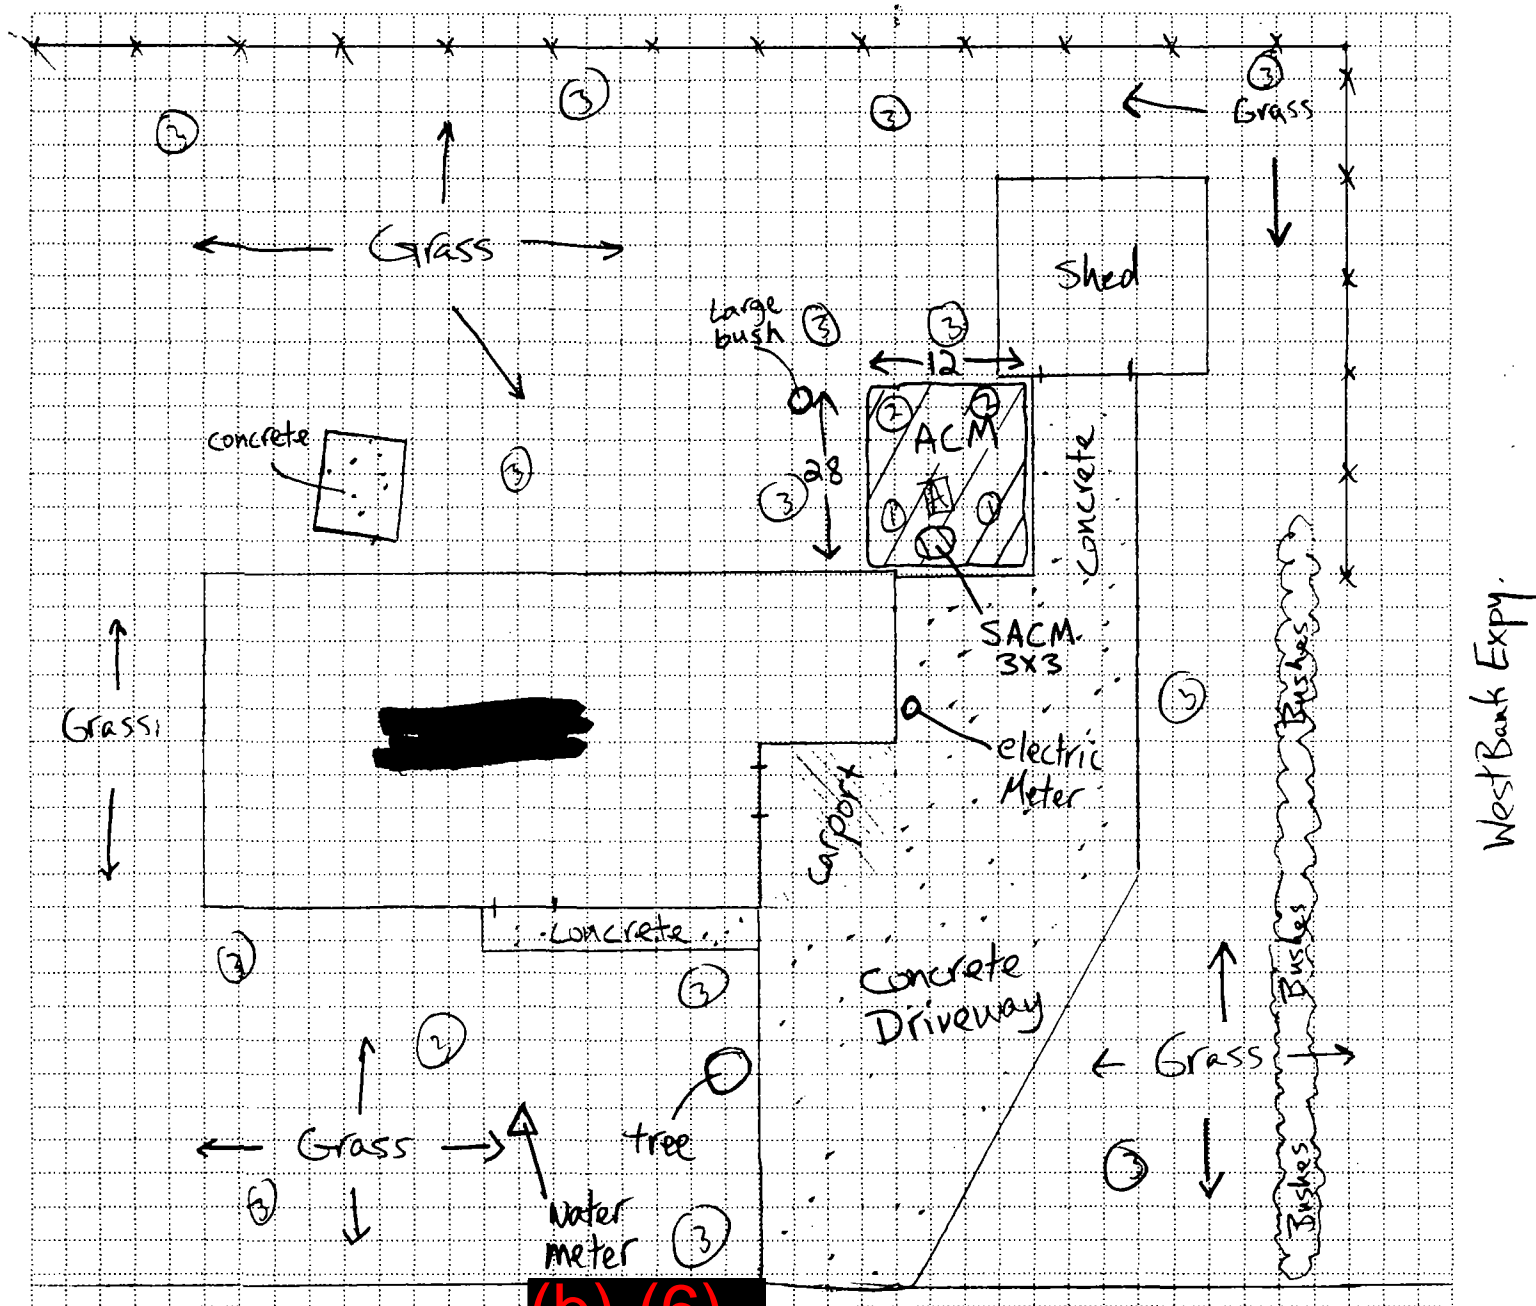 3
3
3
3
Grass
Grass
Shed
Large
bush
3
3
12
2
2
ACM
concrete
3
3
28
A
1
1
concrete
SACM
3x3
Grass
electric
Meter
3
Bushes
West Bank Expy.
carport
concrete
3
3
Concrete
Driveway
Bushes
2
Grass
Grass
tree
3
3
Water
meter
3
Bushes
(b) (6)